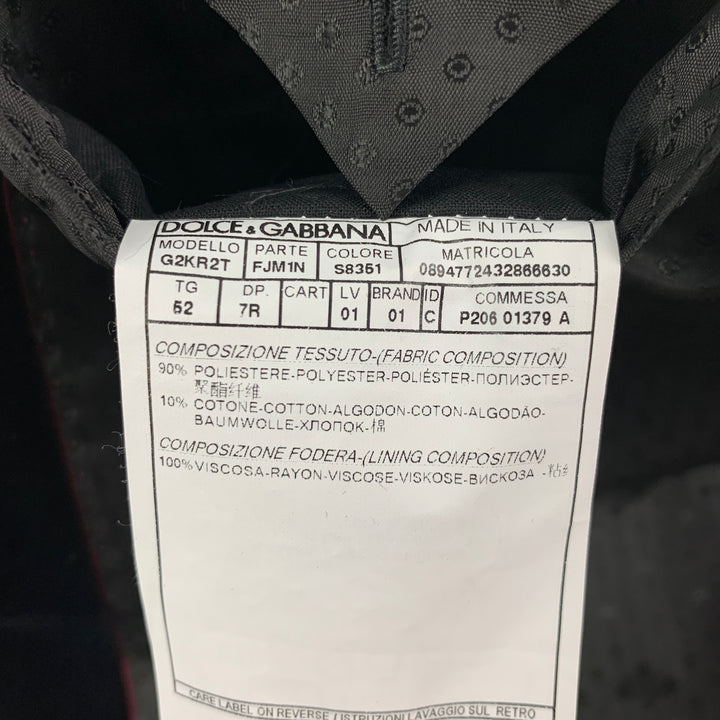 DOLCE & GABBANA MADE IN ITALY
MODELLO PARTE COLORE MATRICOLA
G2KR2T FJM1N S8351 0894772432866630
TG DP. CART LV BRAND ID COMMESSA
52 7R 01 01 C P206 01379 A
COMPOSIZIONE TESSUTO-(FABRIC COMPOSITION)
90% POLIESTERE-POLYESTER-POLIÉSTER-ПОЛИЭСТЕР-
聚酯纤维
10% COTONE-COTTON-ALGODON-COTON-ALGODÃO-
BAUMWOLLE-ХЛОПОК-棉
COMPOSIZIONE FODERA-(LINING COMPOSITION)
100% VISCOSA-RAYON-VISCOSE-VISKOSE-ВИСКОЗА -粘纤
CARE LABEL ON REVERSE / ISTRUZIONI LAVAGGIO SUL RETRO